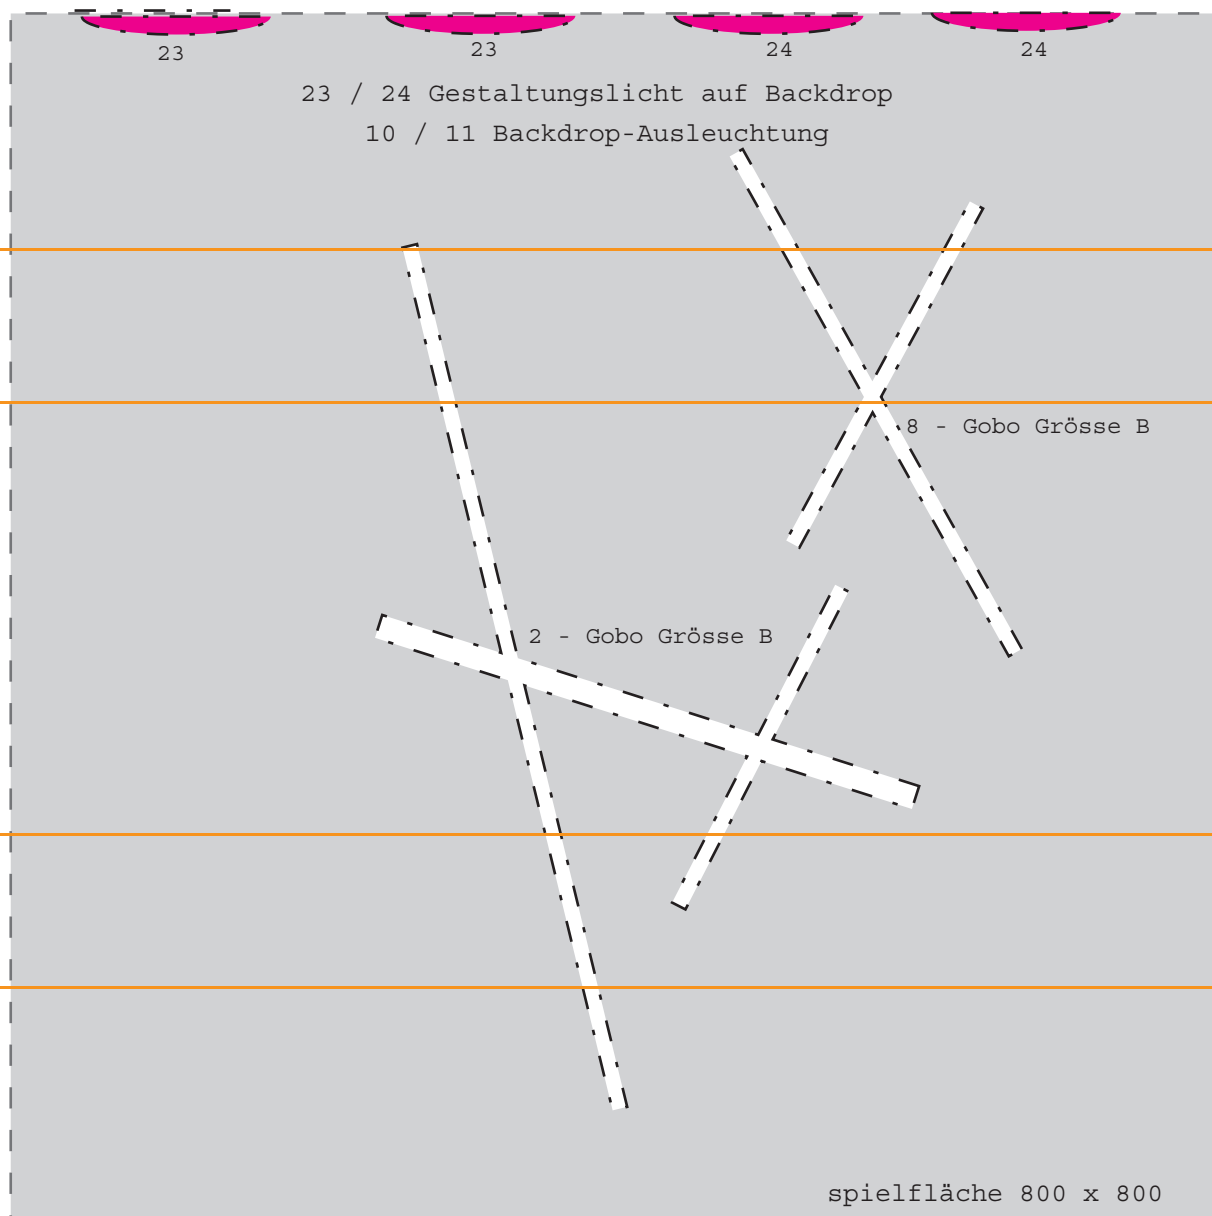 23
23
24
24
23 / 24 Gestaltungslicht auf Backdrop
10 / 11 Backdrop-Ausleuchtung
8 - Gobo Grösse B
2 - Gobo Grösse B
spielfläche 800 x 800